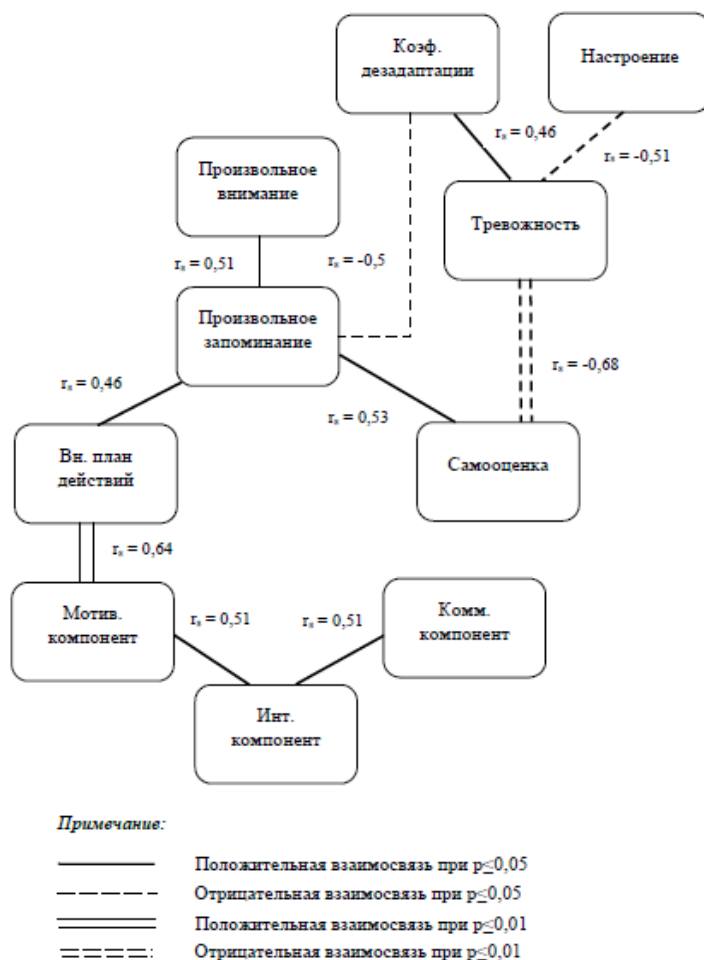 Коэф.
дезадаптации
Настроение
rₛ = 0,46
rₛ = -0,51
Произвольное
внимание
Тревожность
rₛ = 0,51
rₛ = -0,5
Произвольное
запоминание
rₛ = -0,68
rₛ = 0,46
rₛ = 0,53
Вн. план
действий
Самооценка
rₛ = 0,64
Мотив.
компонент
rₛ = 0,51
rₛ = 0,51
Комм.
компонент
Инт.
компонент
Примечание:
Положительная взаимосвязь при p≤0,05
Отрицательная взаимосвязь при p≤0,05
Положительная взаимосвязь при p≤0,01
Отрицательная взаимосвязь при p≤0,01